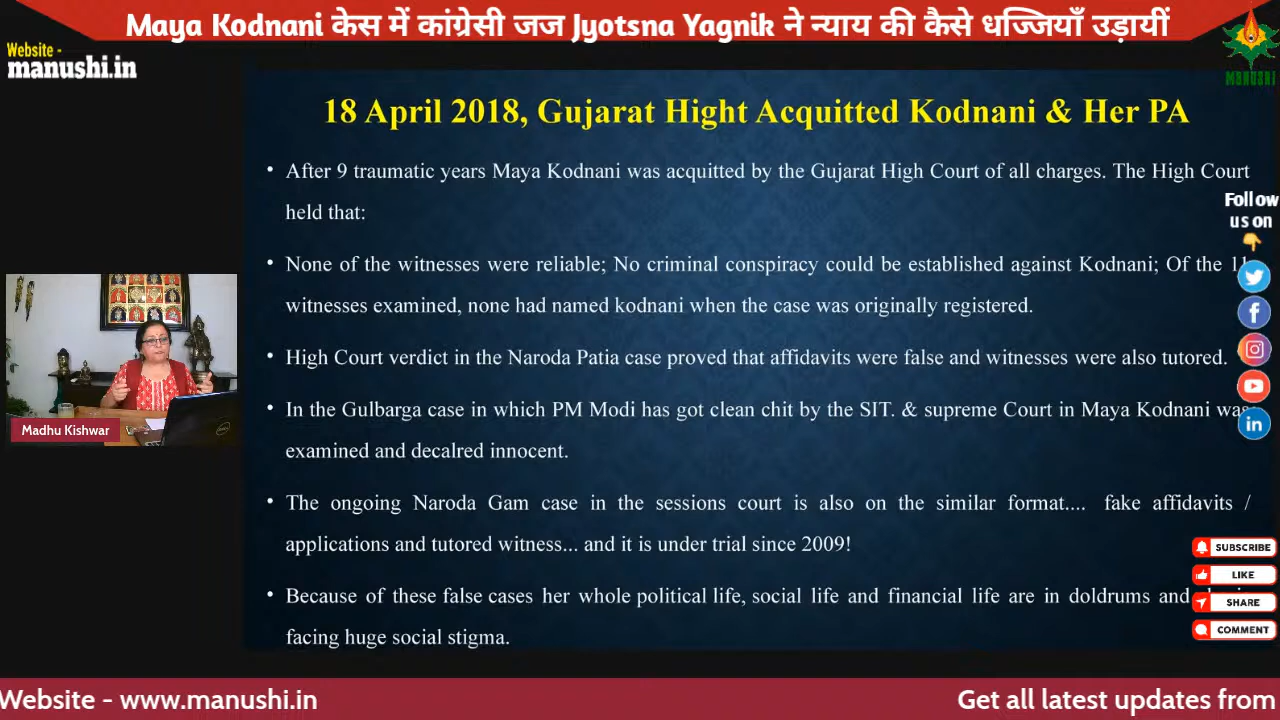 Maya Kodnani केस में कांग्रेसी जज Jyotsna Yagnik ने न्याय की कैसे धज्जियाँ उड़ायीं
Website -
manushi.in
MANUSHI
18 April 2018, Gujarat Hight Acquitted Kodnani & Her PA
• After 9 traumatic years Maya Kodnani was acquitted by the Gujarat High Court of all charges. The High Court
held that:
Follow
us on
• None of the witnesses were reliable; No criminal conspiracy could be established against Kodnani; Of the 11
witnesses examined, none had named kodnani when the case was originally registered.
• High Court verdict in the Naroda Patia case proved that affidavits were false and witnesses were also tutored.
• In the Gulbarga case in which PM Modi has got clean chit by the SIT. & supreme Court in Maya Kodnani was
examined and decalred innocent.
Madhu Kishwar
• The ongoing Naroda Gam case in the sessions court is also on the similar format.... fake affidavits /
applications and tutored witness... and it is under trial since 2009!
SUBSCRIBE
LIKE
• Because of these false cases her whole political life, social life and financial life are in doldrums and
facing huge social stigma.
SHARE
COMMENT
Website - www.manushi.in
Get all latest updates from